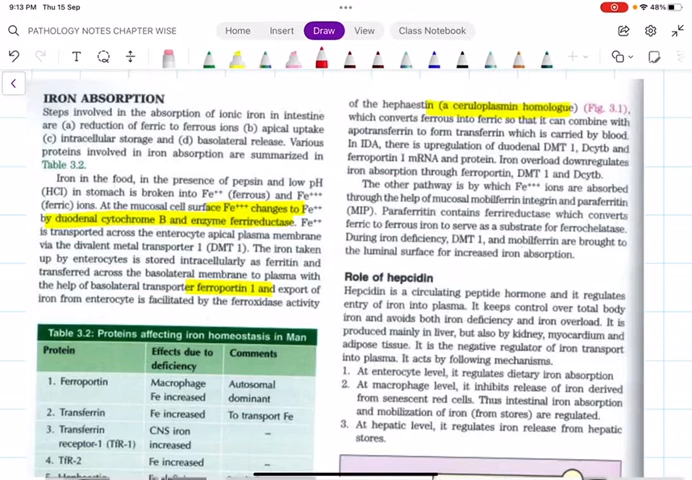 9:13 PM Thu 15 Sep
48%
PATHOLOGY NOTES CHAPTER WISE
Home Insert Draw View Class Notebook
IRON ABSORPTION
Steps involved in the absorption of ionic iron in intestine
are (a) reduction of ferric to ferrous ions (b) apical uptake
(c) intracellular storage and (d) basolateral release. Various
proteins involved in iron absorption are summarized in
Table 3.2.
Iron in the food, in the presence of pepsin and low pH
(HCl) in stomach is broken into Fe⁺⁺ (ferrous) and Fe⁺⁺⁺
(ferric) ions. At the mucosal cell surface Fe⁺⁺⁺ changes to Fe⁺⁺
by duodenal cytochrome B and enzyme ferrireductase. Fe⁺⁺
is transported across the enterocyte apical plasma membrane
via the divalent metal transporter 1 (DMT 1). The iron taken
up by enterocytes is stored intracellularly as ferritin and
transferred across the basolateral membrane to plasma with
the help of basolateral transporter ferroportin 1 and export of
iron from enterocyte is facilitated by the ferroxidase activity
Table 3.2: Proteins affecting iron homeostasis in Man
Protein Effects due to Comments
deficiency
1. Ferroportin Macrophage Autosomal
Fe increased dominant
2. Transferrin Fe increased To transport Fe
3. Transferrin CNS iron –
receptor-1 (TfR-1) increased
4. TfR-2 Fe increased –
of the hephaestin (a ceruloplasmin homologue) (Fig. 3.1),
which converts ferrous into ferric so that it can combine with
apotransferrin to form transferrin which is carried by blood.
In IDA, there is upregulation of duodenal DMT 1, Dcytb and
ferroportin 1 mRNA and protein. Iron overload downregulates
iron absorption through ferroportin, DMT 1 and Dcytb.
The other pathway is by which Fe⁺⁺⁺ ions are absorbed
through the help of mucosal mobilferrin integrin and paraferritin
(MIP). Paraferritin contains ferrireductase which converts
ferric to ferrous iron to serve as a substrate for ferrochelatase.
During iron deficiency, DMT 1, and mobilferrin are brought to
the luminal surface for increased iron absorption.
Role of hepcidin
Hepcidin is a circulating peptide hormone and it regulates
entry of iron into plasma. It keeps control over total body
iron and avoids both iron deficiency and iron overload. It is
produced mainly in liver, but also by kidney, myocardium and
adipose tissue. It is the negative regulator of iron transport
into plasma. It acts by following mechanisms.
1. At enterocyte level, it regulates dietary iron absorption
2. At macrophage level, it inhibits release of iron derived
from senescent red cells. Thus intestinal iron absorption
and mobilization of iron (from stores) are regulated.
3. At hepatic level, it regulates iron release from hepatic
stores.